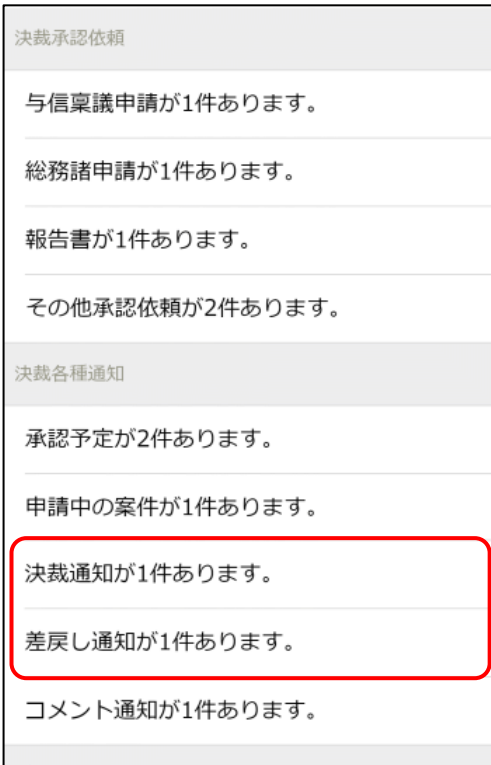 決裁承認依頼
与信稟議申請が1件あります。
総務諸申請が1件あります。
報告書が1件あります。
その他承認依頼が2件あります。
決裁各種通知
承認予定が2件あります。
申請中の案件が1件あります。
決裁通知が1件あります。
差戻し通知が1件あります。
コメント通知が1件あります。